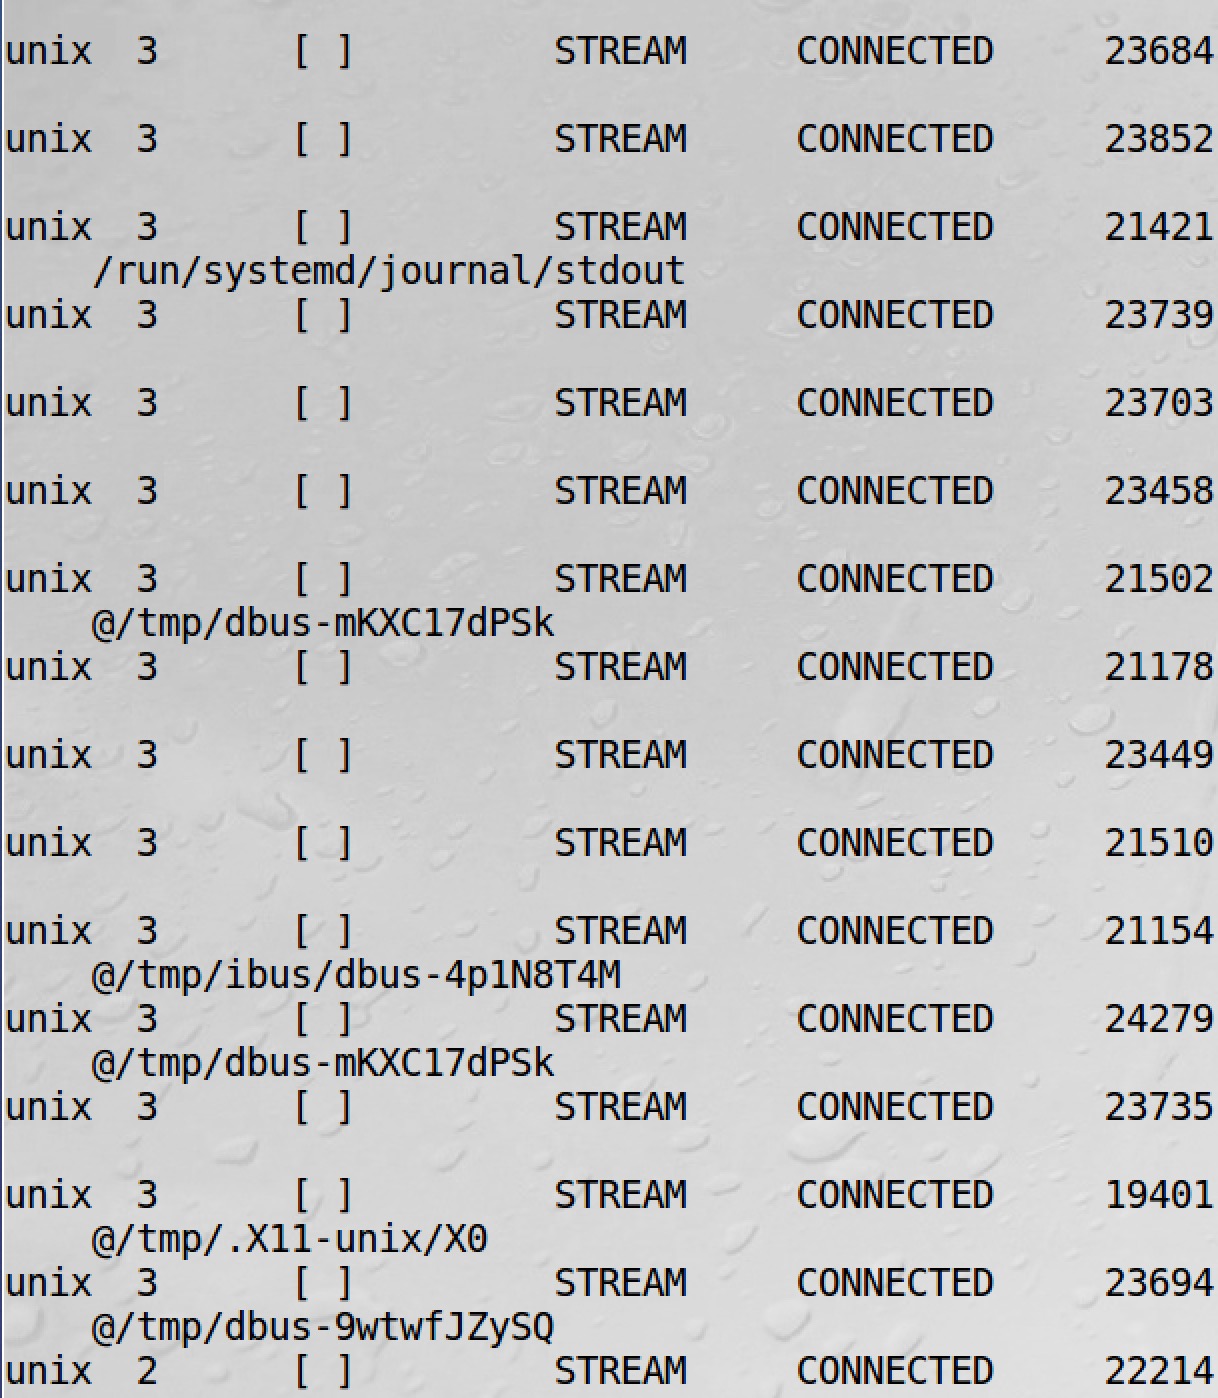 unix  3      [ ]         STREAM     CONNECTED     23684
unix  3      [ ]         STREAM     CONNECTED     23852
unix  3      [ ]         STREAM     CONNECTED     21421
/run/systemd/journal/stdout
unix  3      [ ]         STREAM     CONNECTED     23739
unix  3      [ ]         STREAM     CONNECTED     23703
unix  3      [ ]         STREAM     CONNECTED     23458
unix  3      [ ]         STREAM     CONNECTED     21502
@/tmp/dbus-mKXC17dPSk
unix  3      [ ]         STREAM     CONNECTED     21178
unix  3      [ ]         STREAM     CONNECTED     23449
unix  3      [ ]         STREAM     CONNECTED     21510
unix  3      [ ]         STREAM     CONNECTED     21154
@/tmp/ibus/dbus-4p1N8T4M
unix  3      [ ]         STREAM     CONNECTED     24279
@/tmp/dbus-mKXC17dPSk
unix  3      [ ]         STREAM     CONNECTED     23735
unix  3      [ ]         STREAM     CONNECTED     19401
@/tmp/.X11-unix/X0
unix  3      [ ]         STREAM     CONNECTED     23694
@/tmp/dbus-9wtwfJZySQ
unix  2      [ ]         STREAM     CONNECTED     22214